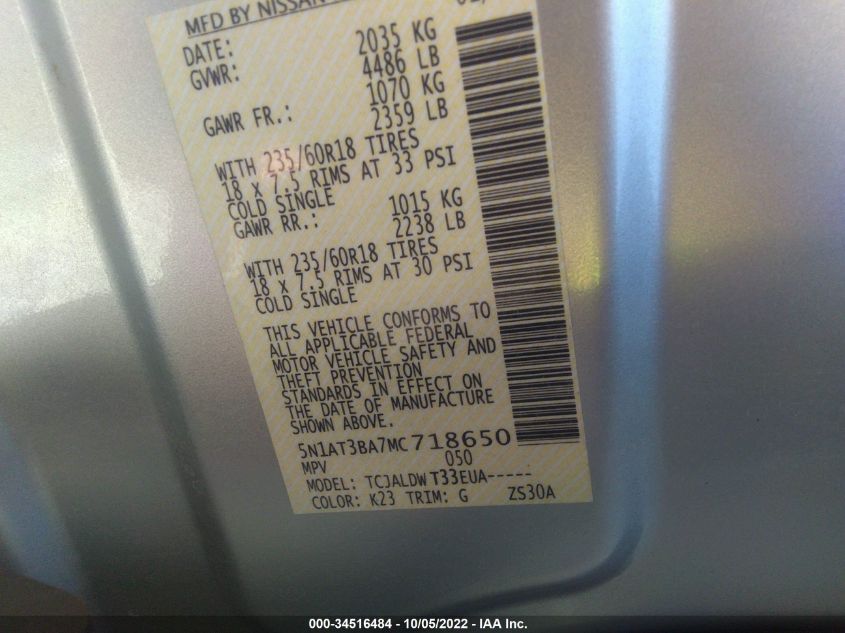 MFD BY NISSAN
DATE:
GVWR: 2035 KG
4486 LB
GAWR FR.: 1070 KG
2359 LB
WITH 235/60R18 TIRES
18 x 7.5 RIMS AT 33 PSI
COLD SINGLE
GAWR RR.: 1015 KG
2238 LB
WITH 235/60R18 TIRES
18 x 7.5 RIMS AT 30 PSI
COLD SINGLE
THIS VEHICLE CONFORMS TO
ALL APPLICABLE FEDERAL
MOTOR VEHICLE SAFETY AND
THEFT PREVENTION
STANDARDS IN EFFECT ON
THE DATE OF MANUFACTURE
SHOWN ABOVE.
5N1AT3BA7MC718650
MPV 050
MODEL: TCJALDWT33EUA-----
COLOR: K23 TRIM: G ZS30A
000-34516484 - 10/05/2022 - IAA Inc.